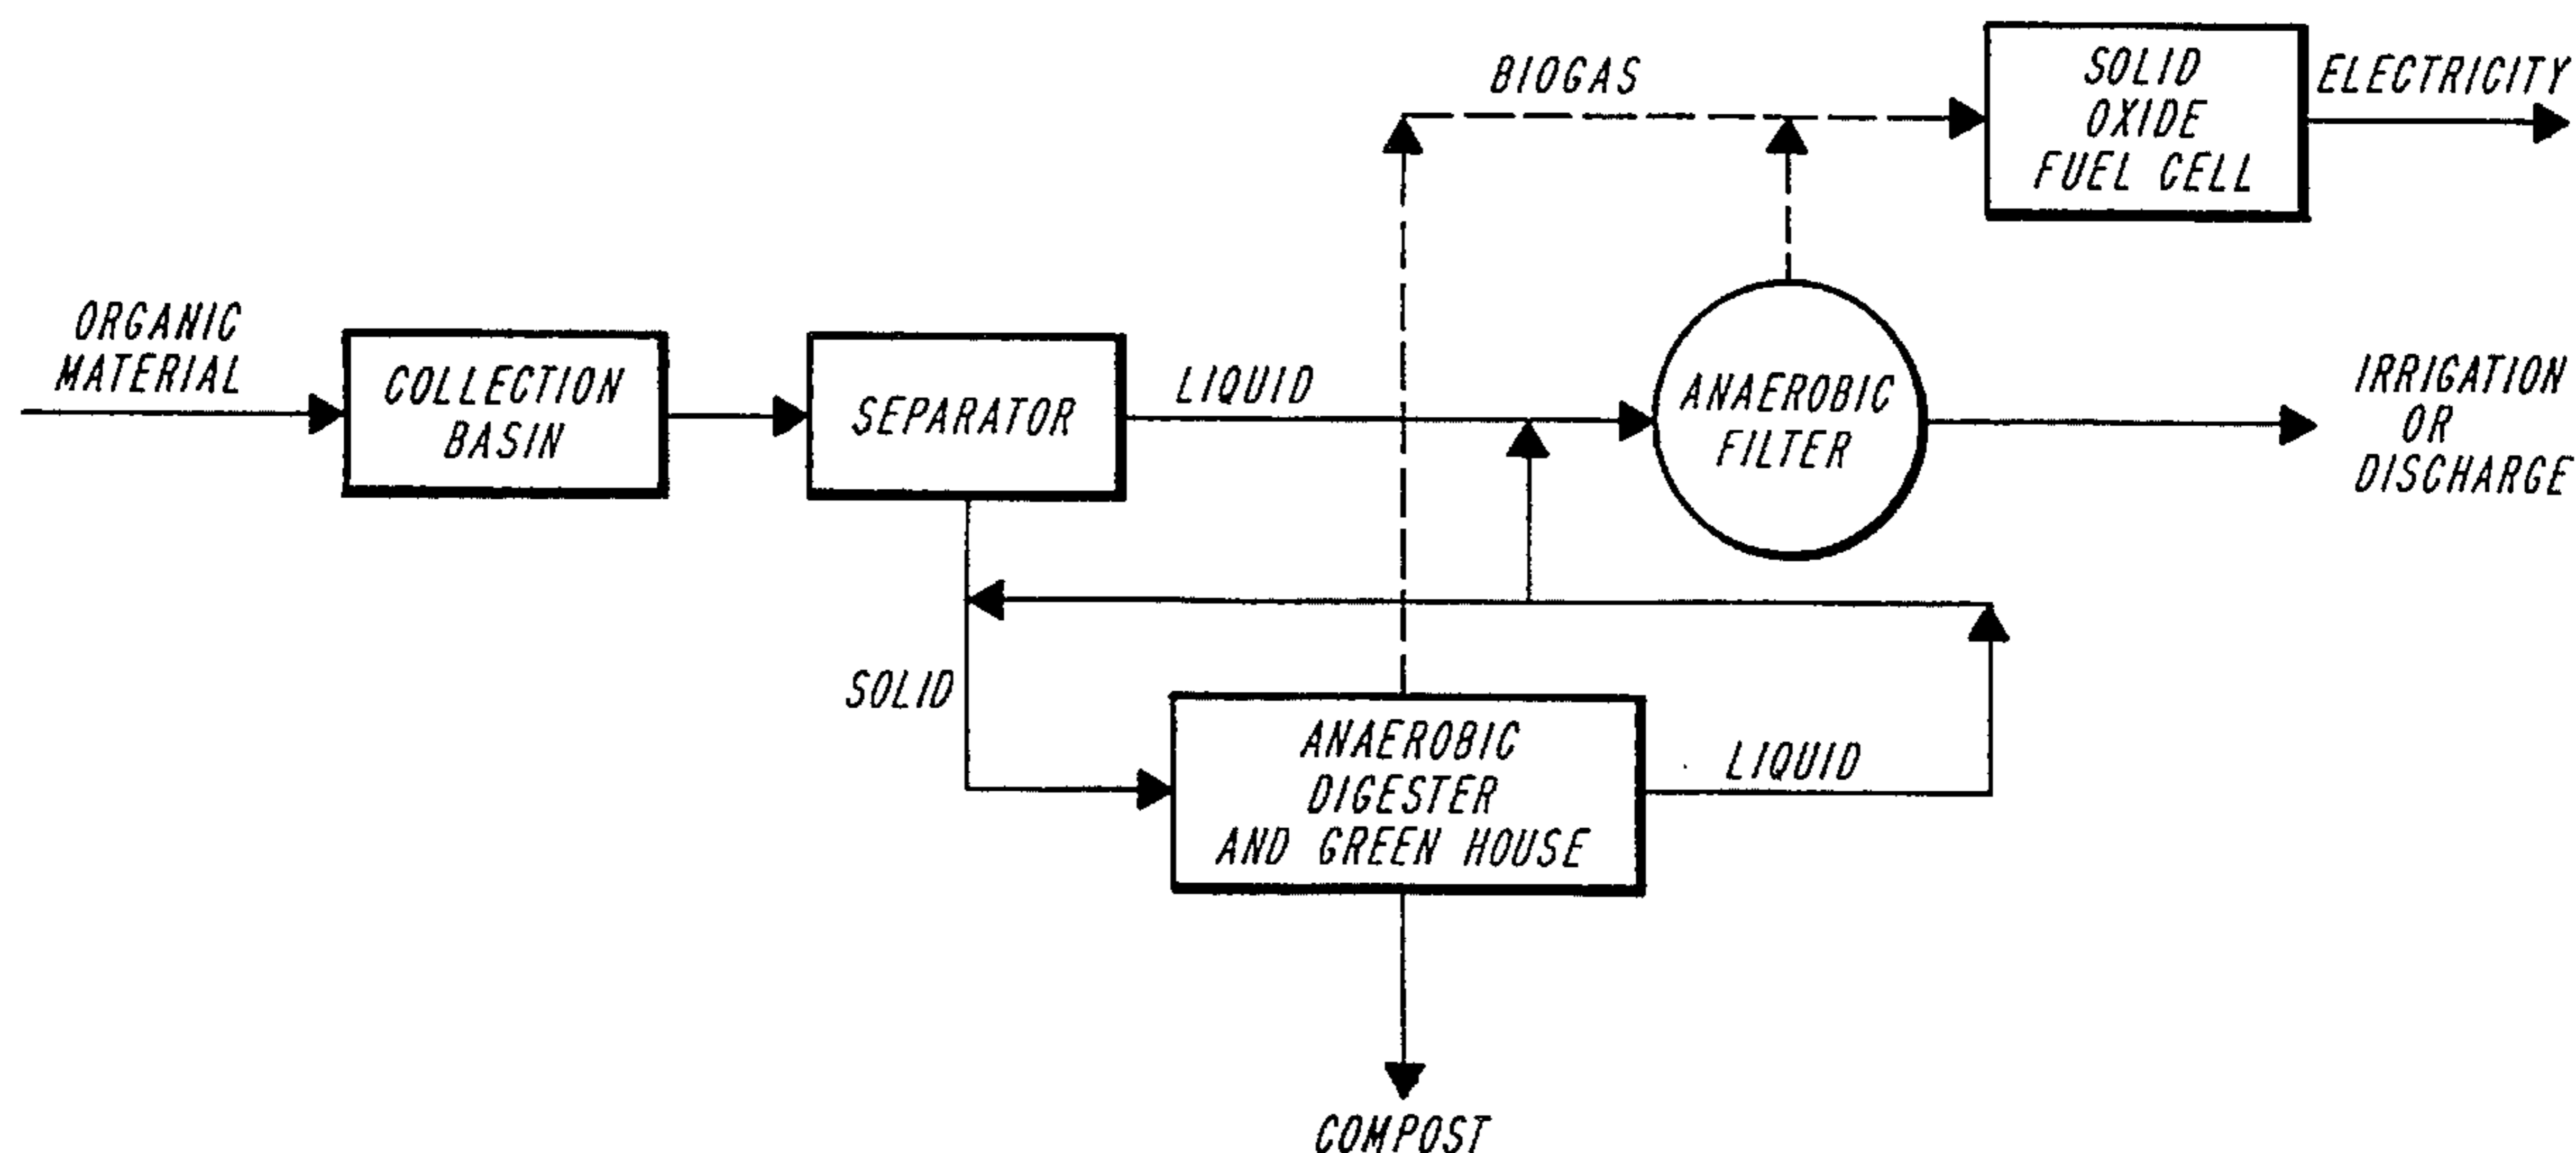 BIOGAS
SOLID
OXIDE
FUEL CELL
ELECTRICITY
ORGANIC
MATERIAL
COLLECTION
BASIN
SEPARATOR
LIQUID
ANAEROBIC
FILTER
IRRIGATION
OR
DISCHARGE
SOLID
ANAEROBIC
DIGESTER
AND GREEN HOUSE
LIQUID
COMPOST